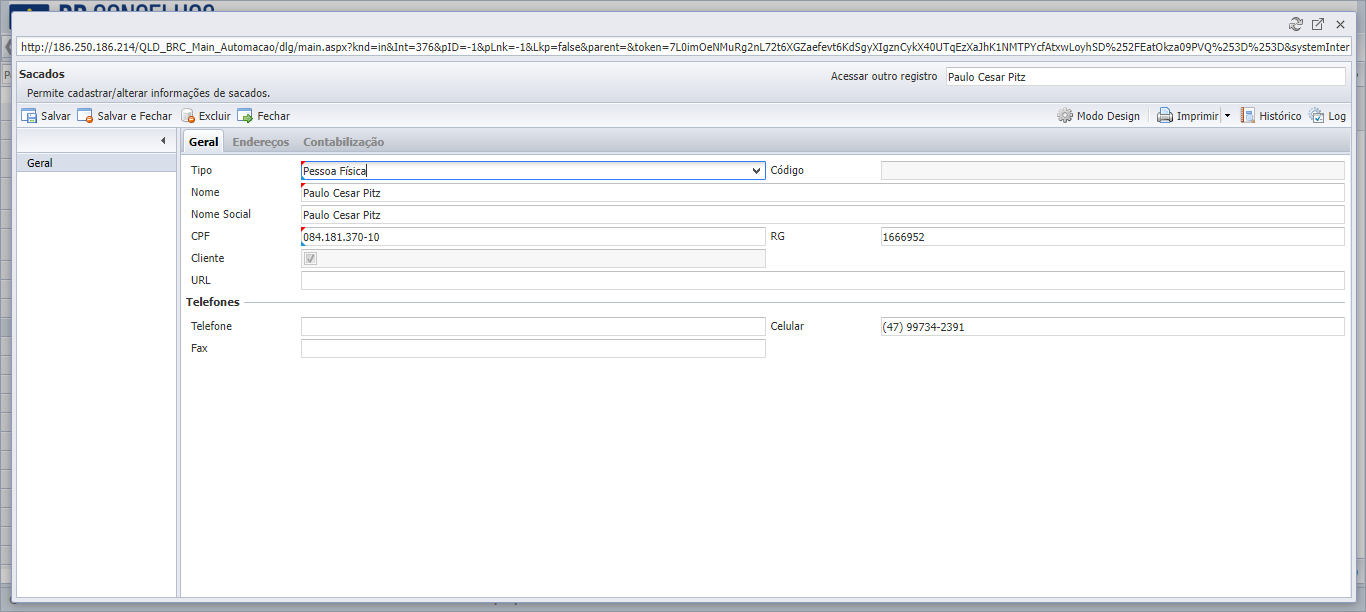 BR CONSELHOS
http://186.250.186.214/QLD_BRC_Main_Automacao/dlg/main.aspx?knd=in&Int=376&pID=-1&pLnk=-1&Lkp=false&parent=&token=7L0imOeNMuRg2nL72t6XGZaefevt6KdSgyXIgznCykX40UTqEzXaJhK1NMTPYcfAtxwLoyhSD%252FEatOkza09PVQ%253D%253D&systemInter
Sacados
Acessar outro registro Paulo Cesar Pitz
Permite cadastrar/alterar informações de sacados.
Salvar Salvar e Fechar Excluir Fechar Modo Design Imprimir Histórico Log
Geral Endereços Contabilização
Geral
Tipo Pessoa Física Código
Nome Paulo Cesar Pitz
Nome Social Paulo Cesar Pitz
CPF 084.181.370-10 RG 1666952
Cliente
URL
Telefones
Telefone Celular (47) 99734-2391
Fax